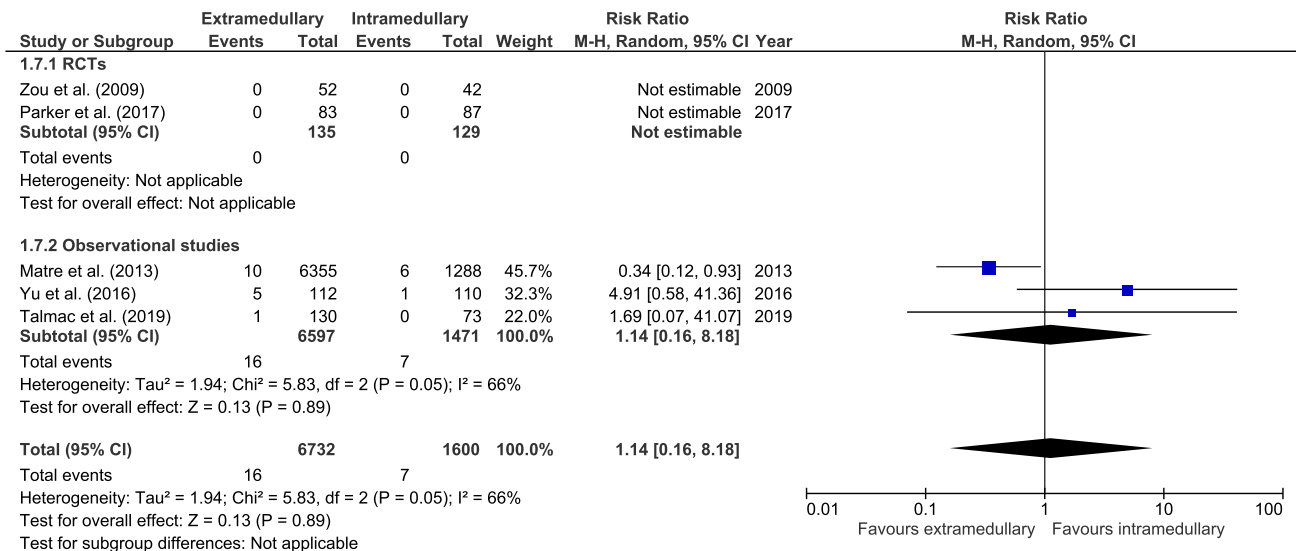 Extramedullary Intramedullary Risk Ratio Risk Ratio
Study or Subgroup Events Total Events Total Weight M-H, Random, 95% CI Year M-H, Random, 95% CI
1.7.1 RCTs
Zou et al. (2009) 0 52 0 42 Not estimable 2009
Parker et al. (2017) 0 83 0 87 Not estimable 2017
Subtotal (95% CI) 135 129 Not estimable
Total events 0 0
Heterogeneity: Not applicable
Test for overall effect: Not applicable
1.7.2 Observational studies
Matre et al. (2013) 10 6355 6 1288 45.7% 0.34 [0.12, 0.93] 2013
Yu et al. (2016) 5 112 1 110 32.3% 4.91 [0.58, 41.36] 2016
Talmac et al. (2019) 1 130 0 73 22.0% 1.69 [0.07, 41.07] 2019
Subtotal (95% CI) 6597 1471 100.0% 1.14 [0.16, 8.18]
Total events 16 7
Heterogeneity: Tau² = 1.94; Chi² = 5.83, df = 2 (P = 0.05); I² = 66%
Test for overall effect: Z = 0.13 (P = 0.89)
Total (95% CI) 6732 1600 100.0% 1.14 [0.16, 8.18]
Total events 16 7
Heterogeneity: Tau² = 1.94; Chi² = 5.83, df = 2 (P = 0.05); I² = 66%
Test for overall effect: Z = 0.13 (P = 0.89)
Test for subgroup differences: Not applicable
0.01 0.1 1 10 100
Favours extramedullary Favours intramedullary